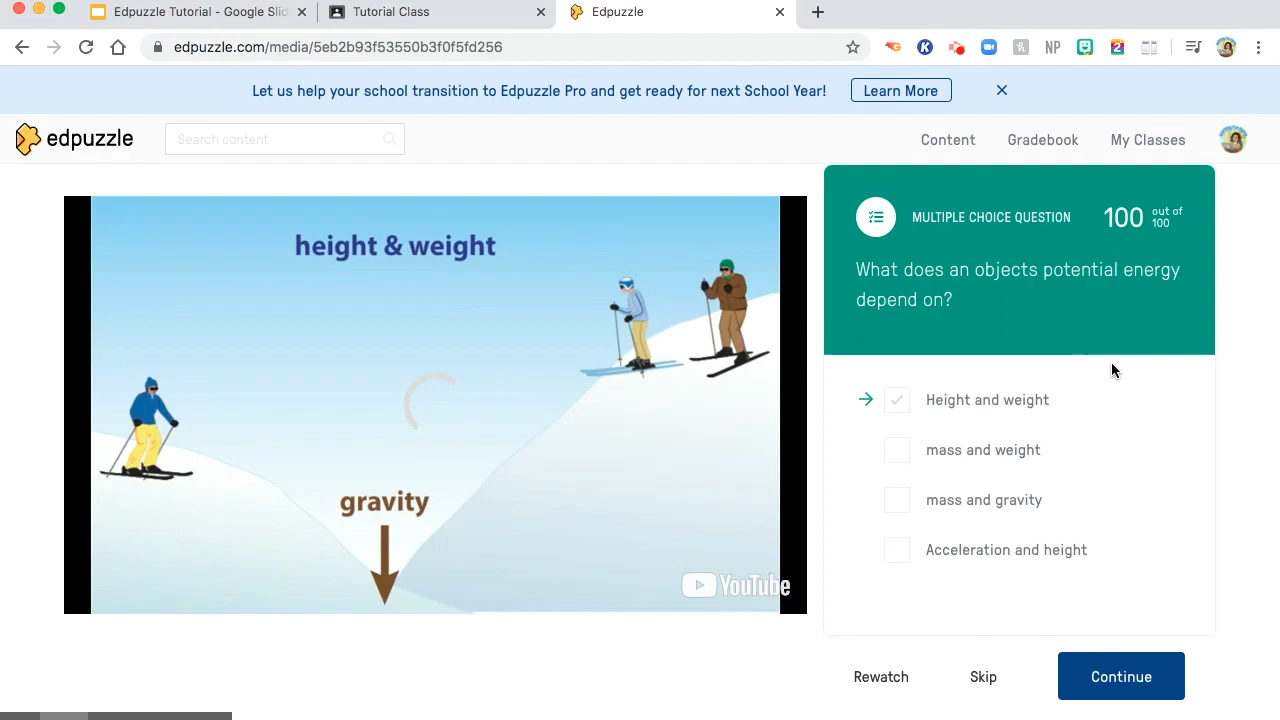 Edpuzzle Tutorial - Google Slid
Tutorial Class
Edpuzzle
edpuzzle.com/media/5eb2b93f53550b3f0f5fd256
NP
Let us help your school transition to Edpuzzle Pro and get ready for next School Year!
Learn More
edpuzzle
Search content
Content
Gradebook
My Classes
height & weight
gravity
YouTube
MULTIPLE CHOICE QUESTION
100 out of 100
What does an objects potential energy
depend on?
Height and weight
mass and weight
mass and gravity
Acceleration and height
Rewatch
Skip
Continue